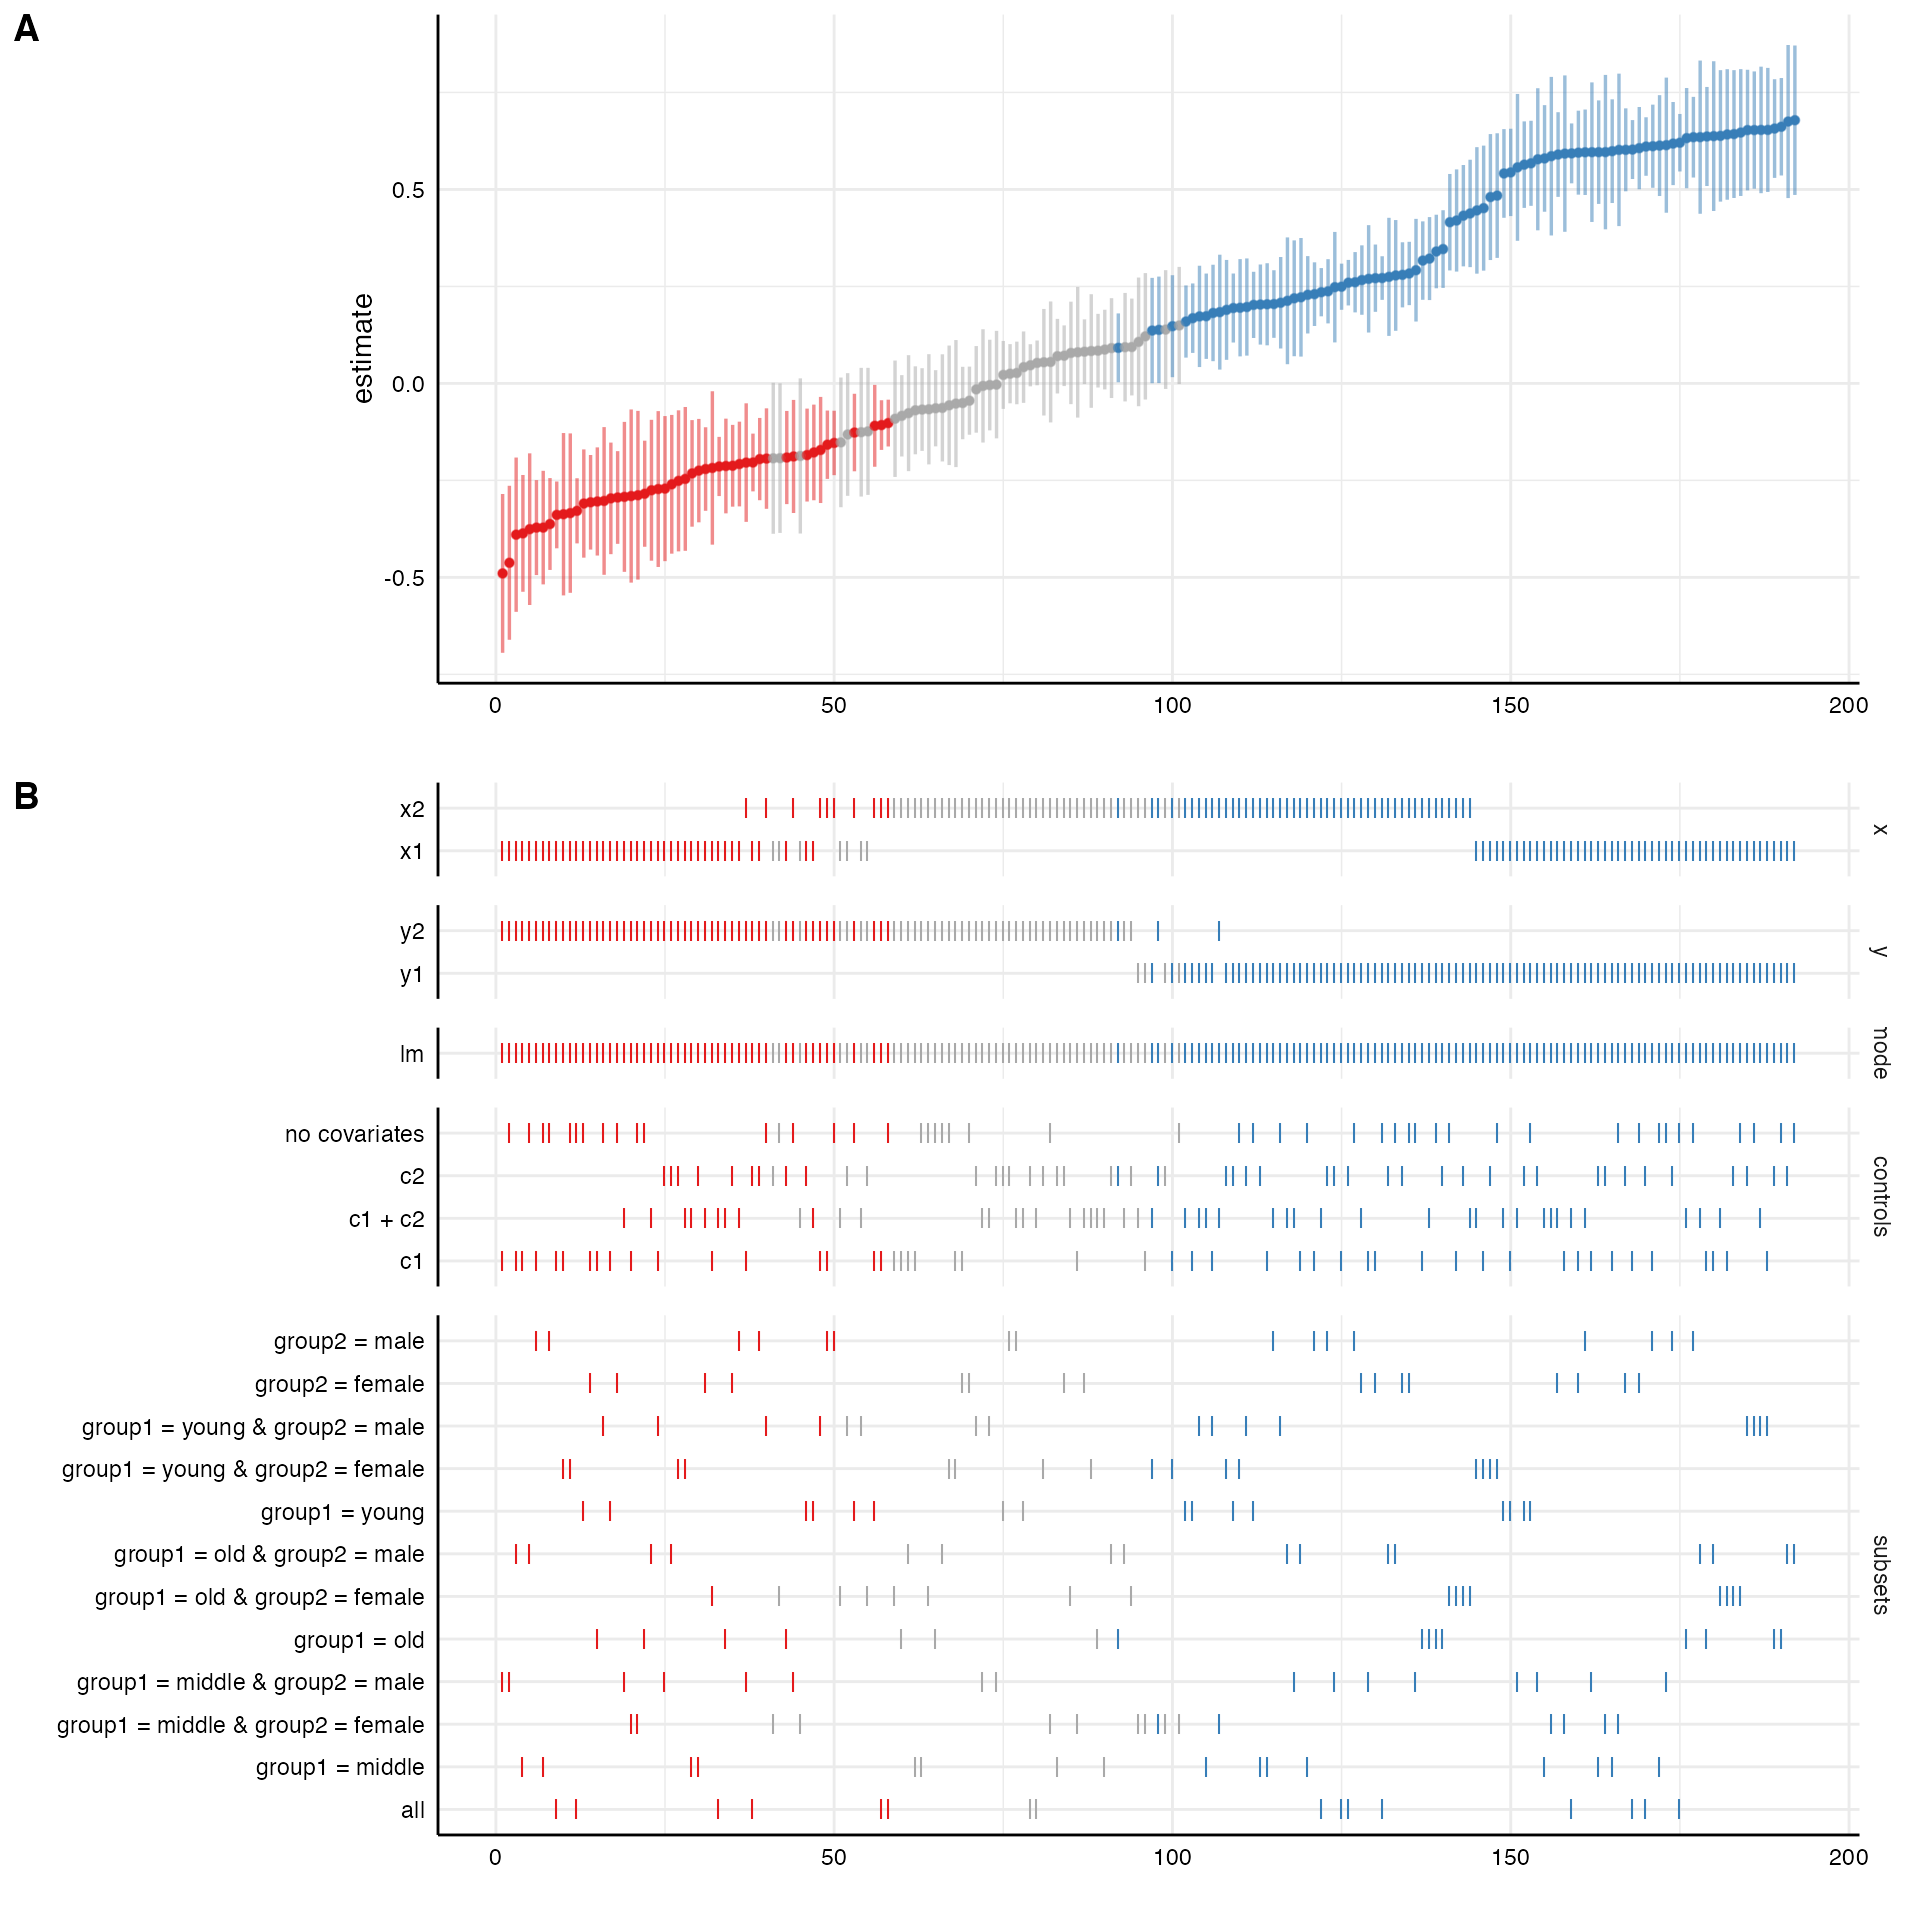 A
estimate
0.5
0.0
-0.5
0 50 100 150 200
B
x2
x1
x
y2
y1
y
lm
mode
no covariates
c2
c1 + c2
c1
controls
group2 = male
group2 = female
group1 = young & group2 = male
group1 = young & group2 = female
group1 = young
group1 = old & group2 = male
group1 = old & group2 = female
group1 = old
group1 = middle & group2 = male
group1 = middle & group2 = female
group1 = middle
all
subsets
0 50 100 150 200